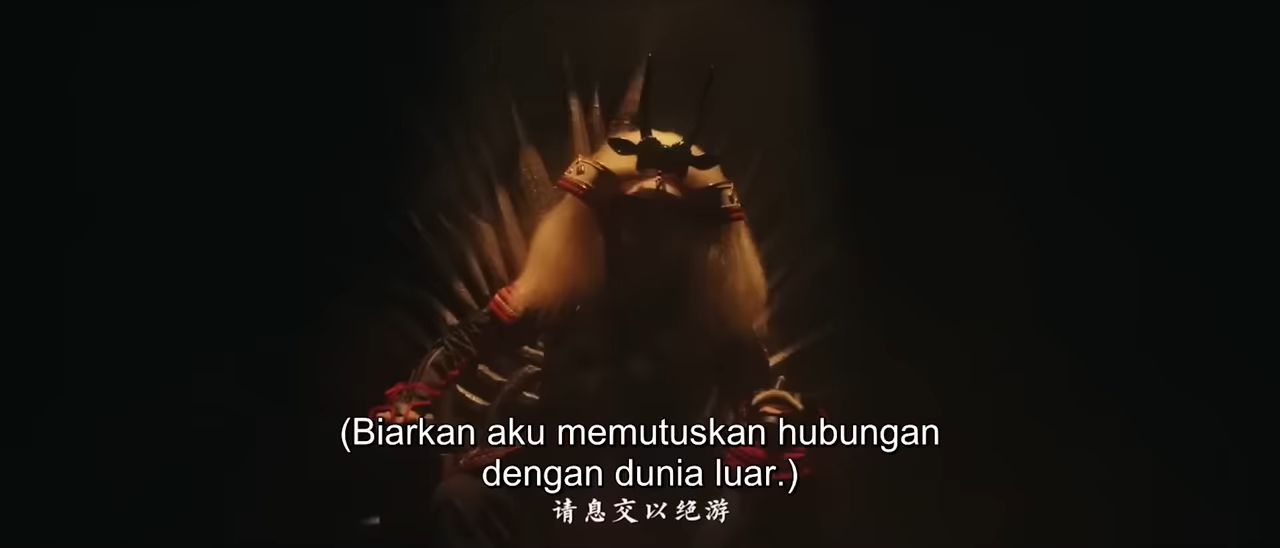 (Biarkan aku memutuskan hubungan
dengan dunia luar.)
请息交以绝游